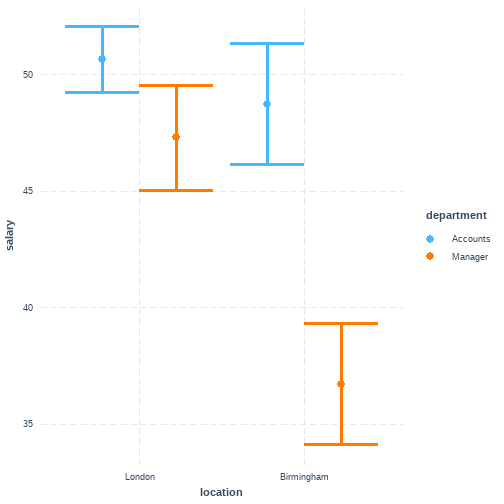 50
45
40
35
salary
London
Birmingham
location
department
Accounts
Manager